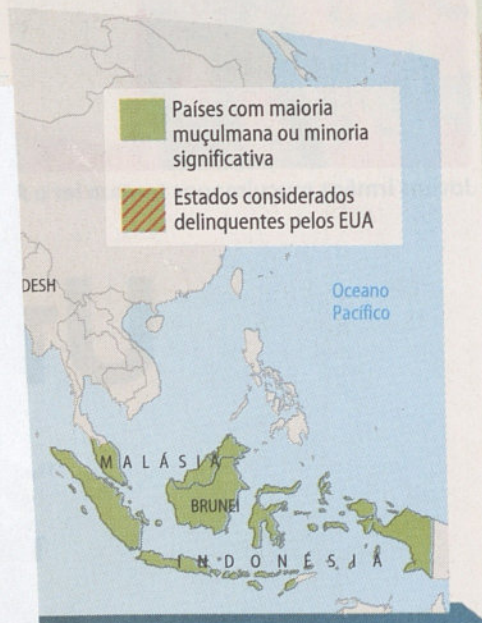 Países com maioria
muçulmana ou minoria
significativa
Estados considerados
delinquentes pelos EUA
DESH
Oceano
Pacífico
MALÁSIA
BRUNEI
INDONÉSIA